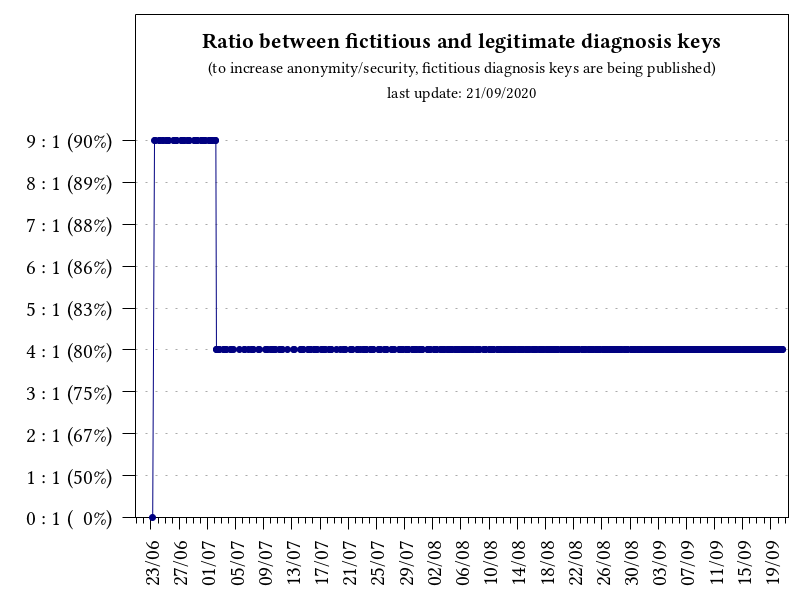 Ratio between fictitious and legitimate diagnosis keys
(to increase anonymity/security, fictitious diagnosis keys are being published)
last update: 21/09/2020
9 : 1 (90%)
8 : 1 (89%)
7 : 1 (88%)
6 : 1 (86%)
5 : 1 (83%)
4 : 1 (80%)
3 : 1 (75%)
2 : 1 (67%)
1 : 1 (50%)
0 : 1 (  0%)
23/06
27/06
01/07
05/07
09/07
13/07
17/07
21/07
25/07
29/07
02/08
06/08
10/08
14/08
18/08
22/08
26/08
30/08
03/09
07/09
11/09
15/09
19/09